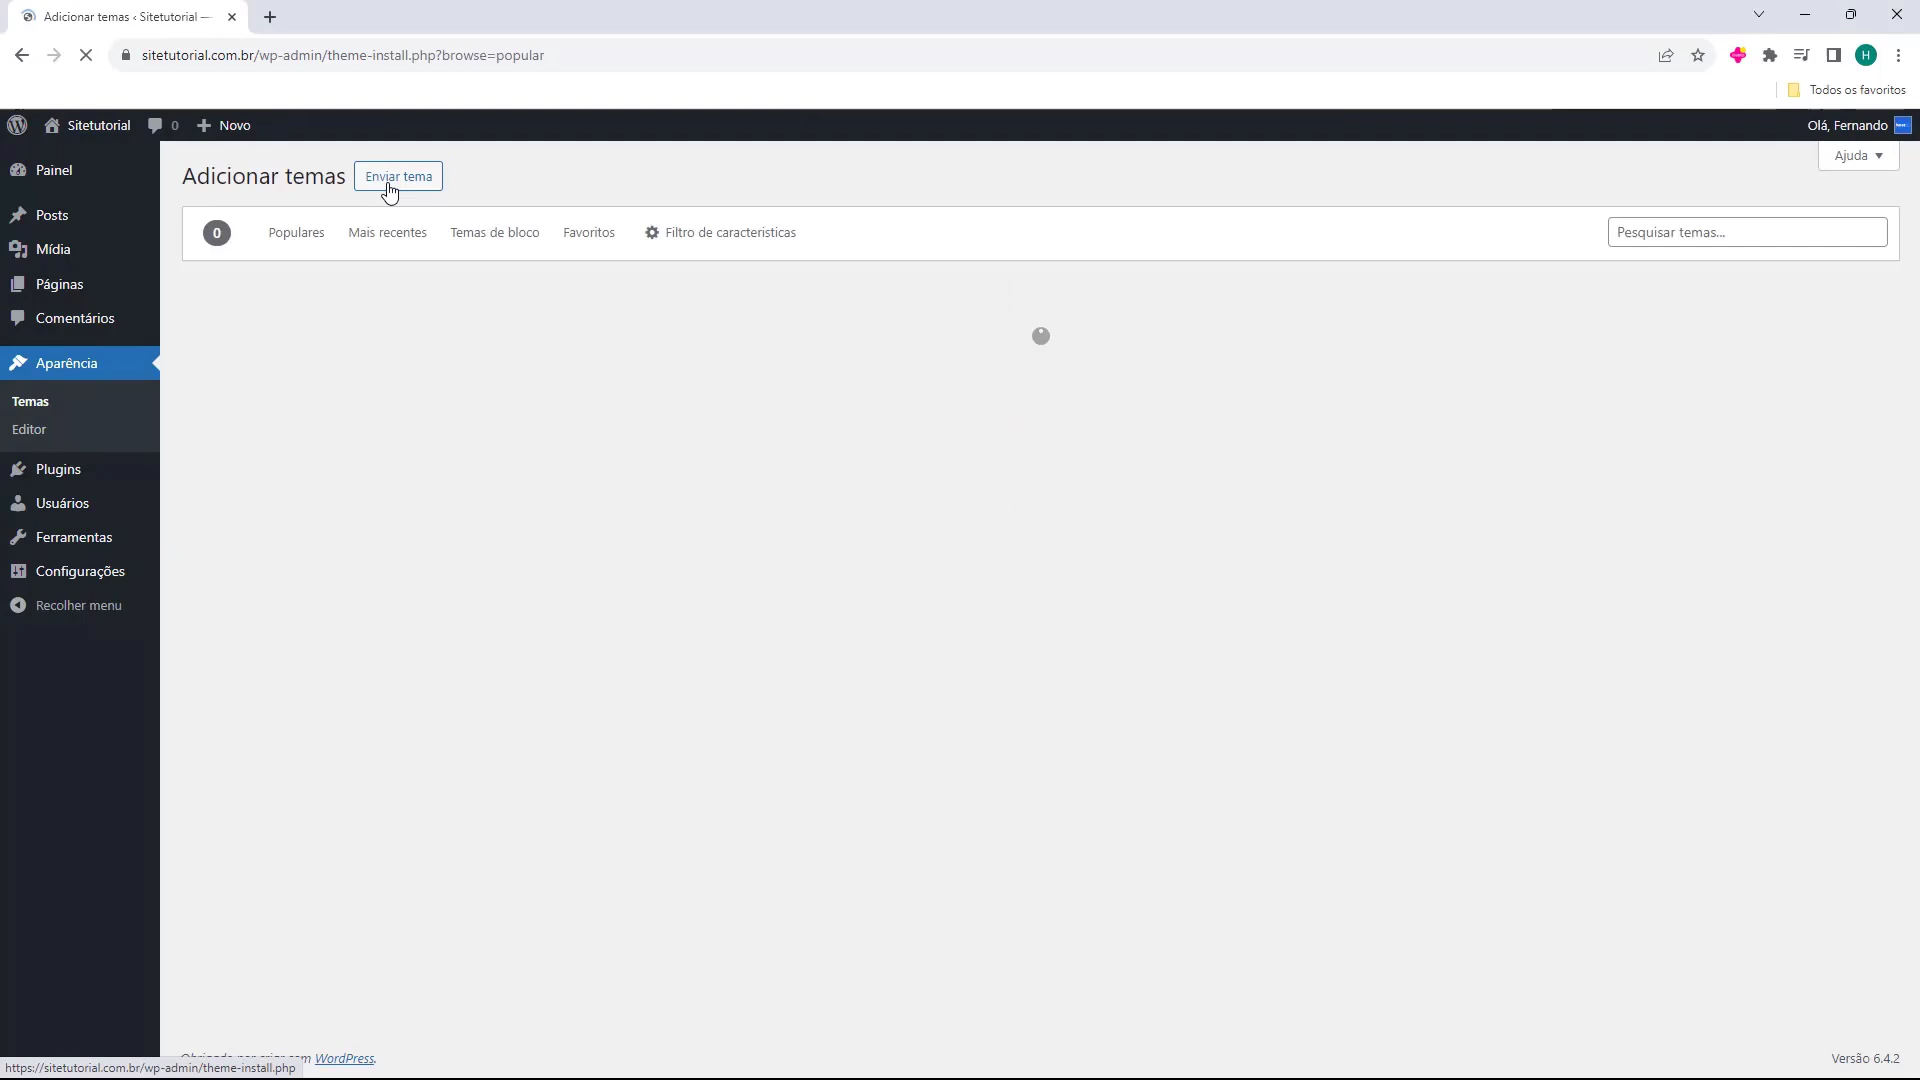 Adicionar temas ‹ Sitetutorial —
sitetutorial.com.br/wp-admin/theme-install.php?browse=popular
H
Todos os favoritos
Sitetutorial
0
Novo
Olá, Fernando
Ajuda
Painel
Posts
Mídia
Páginas
Comentários
Aparência
Temas
Editor
Plugins
Usuários
Ferramentas
Configurações
Recolher menu
Adicionar temas
Enviar tema
0
Populares
Mais recentes
Temas de bloco
Favoritos
Filtro de características
Pesquisar temas...
WordPress.
Versão 6.4.2
https://sitetutorial.com.br/wp-admin/theme-install.php